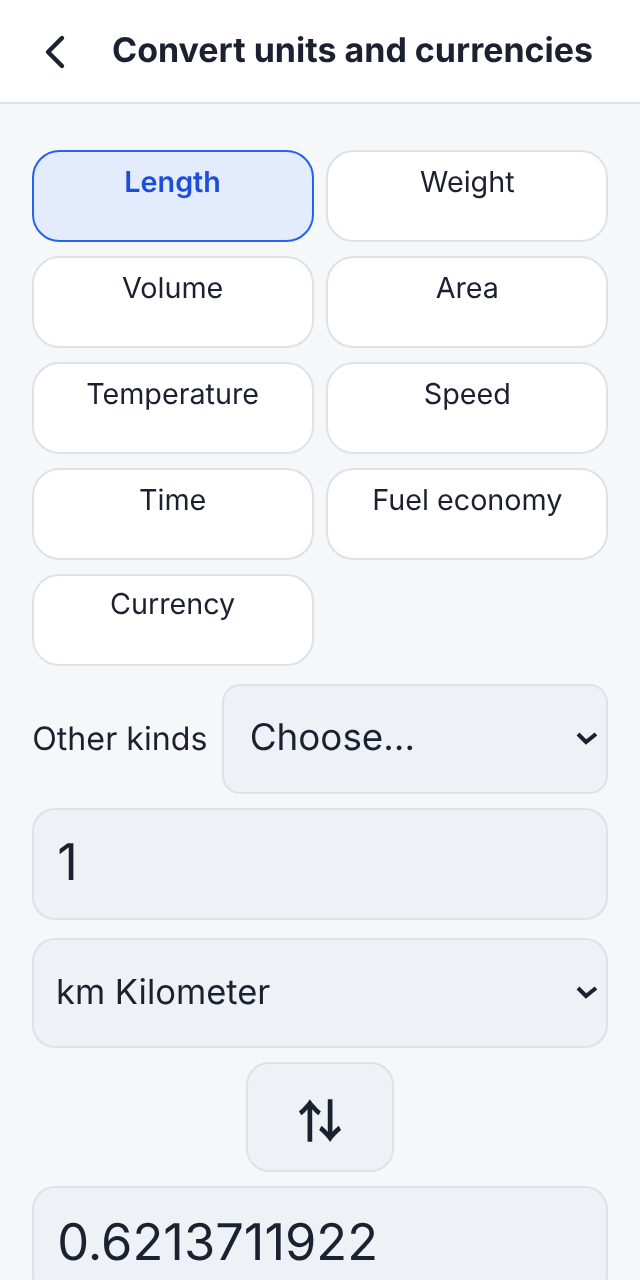 Convert units and currencies
Length
Weight
Volume
Area
Temperature
Speed
Time
Fuel economy
Currency
Other kinds
Choose...
1
km Kilometer
0.6213711922